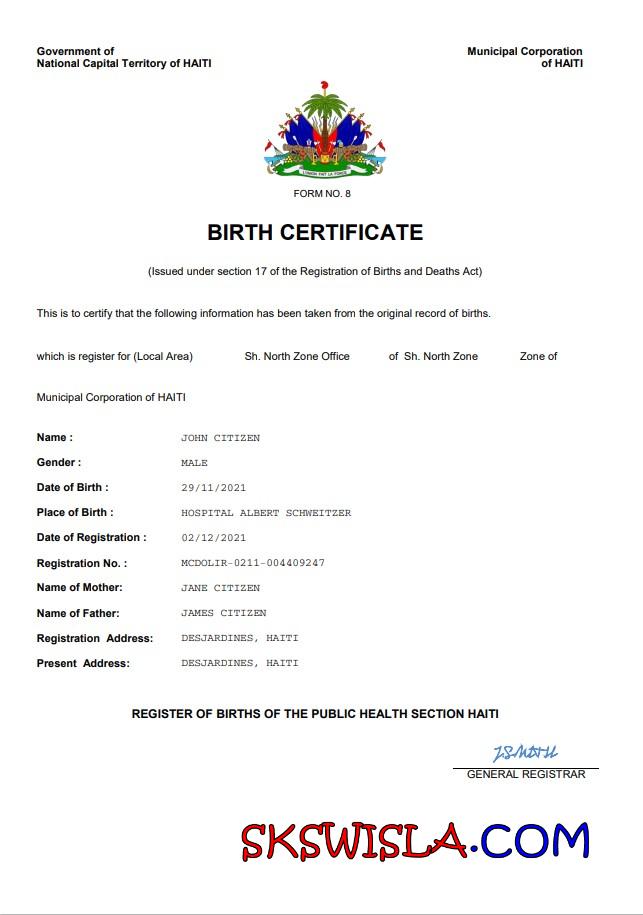 Government of
National Capital Territory of HAITI
Municipal Corporation
of HAITI
L'UNION FAIT LA FORCE
FORM NO. 8
BIRTH CERTIFICATE
(Issued under section 17 of the Registration of Births and Deaths Act)
This is to certify that the following information has been taken from the original record of births.
which is register for (Local Area) Sh. North Zone Office of Sh. North Zone Zone of
Municipal Corporation of HAITI
Name : JOHN CITIZEN
Gender : MALE
Date of Birth : 29/11/2021
Place of Birth : HOSPITAL ALBERT SCHWEITZER
Date of Registration : 02/12/2021
Registration No. : MCDOLIR-0211-004409247
Name of Mother: JANE CITIZEN
Name of Father: JAMES CITIZEN
Registration Address: DESJARDINES, HAITI
Present Address: DESJARDINES, HAITI
REGISTER OF BIRTHS OF THE PUBLIC HEALTH SECTION HAITI
GENERAL REGISTRAR
SKSWISLA.COM